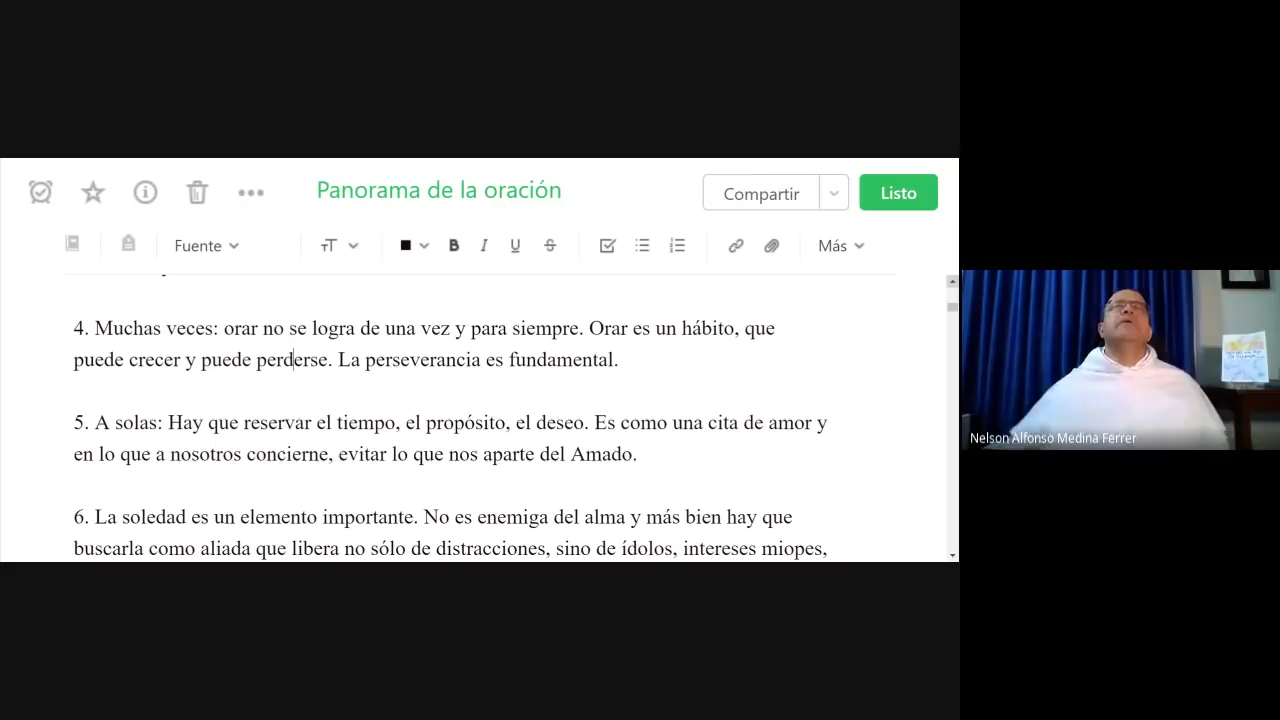 Panorama de la oración
Compartir
Listo
Fuente
B I U S
Más
4. Muchas veces: orar no se logra de una vez y para siempre. Orar es un hábito, que
puede crecer y puede perderse. La perseverancia es fundamental.
5. A solas: Hay que reservar el tiempo, el propósito, el deseo. Es como una cita de amor y
en lo que a nosotros concierne, evitar lo que nos aparte del Amado.
6. La soledad es un elemento importante. No es enemiga del alma y más bien hay que
buscarla como aliada que libera no sólo de distracciones, sino de ídolos, intereses miopes,
Nelson Alfonso Medina Ferrer